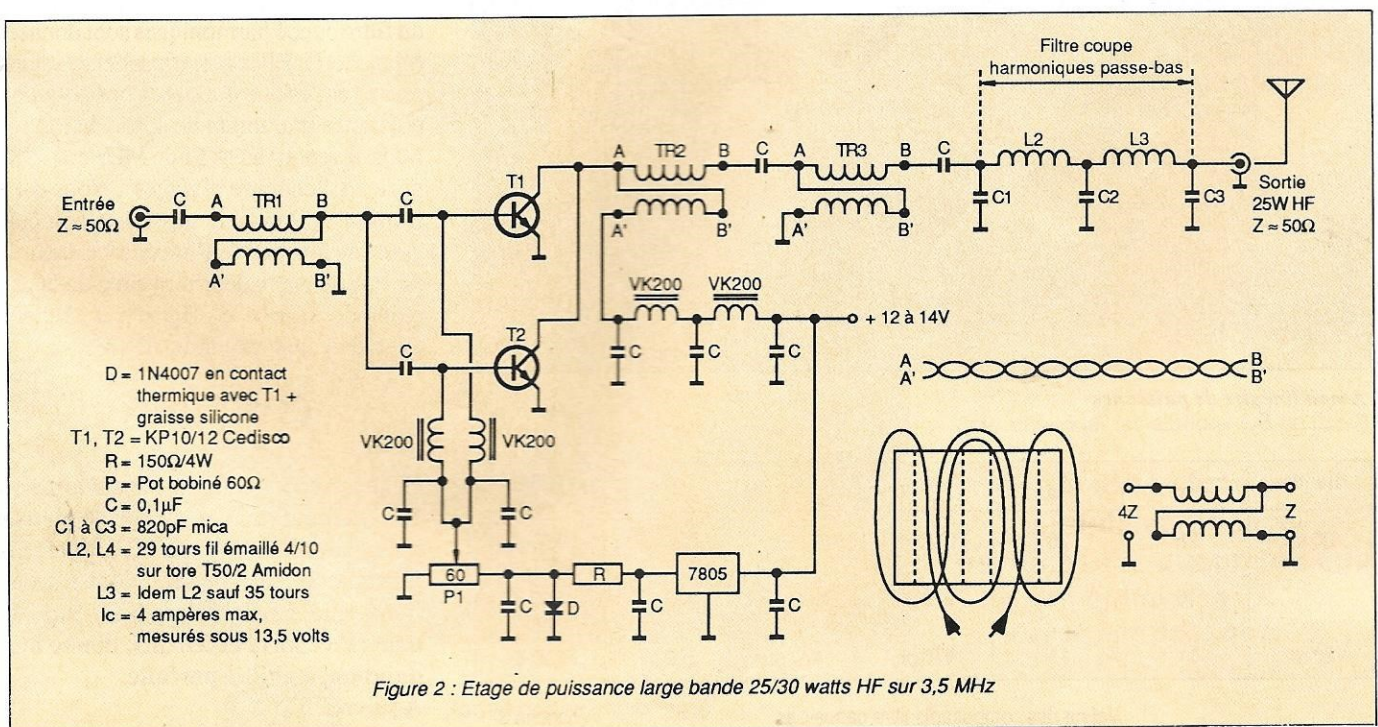 Filtre coupe
harmoniques passe-bas
Entrée
Z ≈ 50Ω
C
A
TR1
B
A'
B'
C
C
T1
T2
A
TR2
B
A'
B'
C
A
TR3
B
A'
B'
C
L2
L3
C1
C2
C3
Sortie
25W HF
Z ≈ 50Ω
VK200
VK200
C
C
C
+ 12 à 14V
A
A'
B
B'
4Z
Z
VK200
VK200
C
C
60
P1
C
D
R
C
7805
C
D = 1N4007 en contact
thermique avec T1 +
graisse silicone
T1, T2 = KP10/12 Cedisco
R = 150Ω/4W
P = Pot bobiné 60Ω
C = 0,1µF
C1 à C3 = 820pF mica
L2, L4 = 29 tours fil émaillé 4/10
sur tore T50/2 Amidon
L3 = Idem L2 sauf 35 tours
Ic = 4 ampères max,
mesurés sous 13,5 volts
Figure 2 : Etage de puissance large bande 25/30 watts HF sur 3,5 MHz